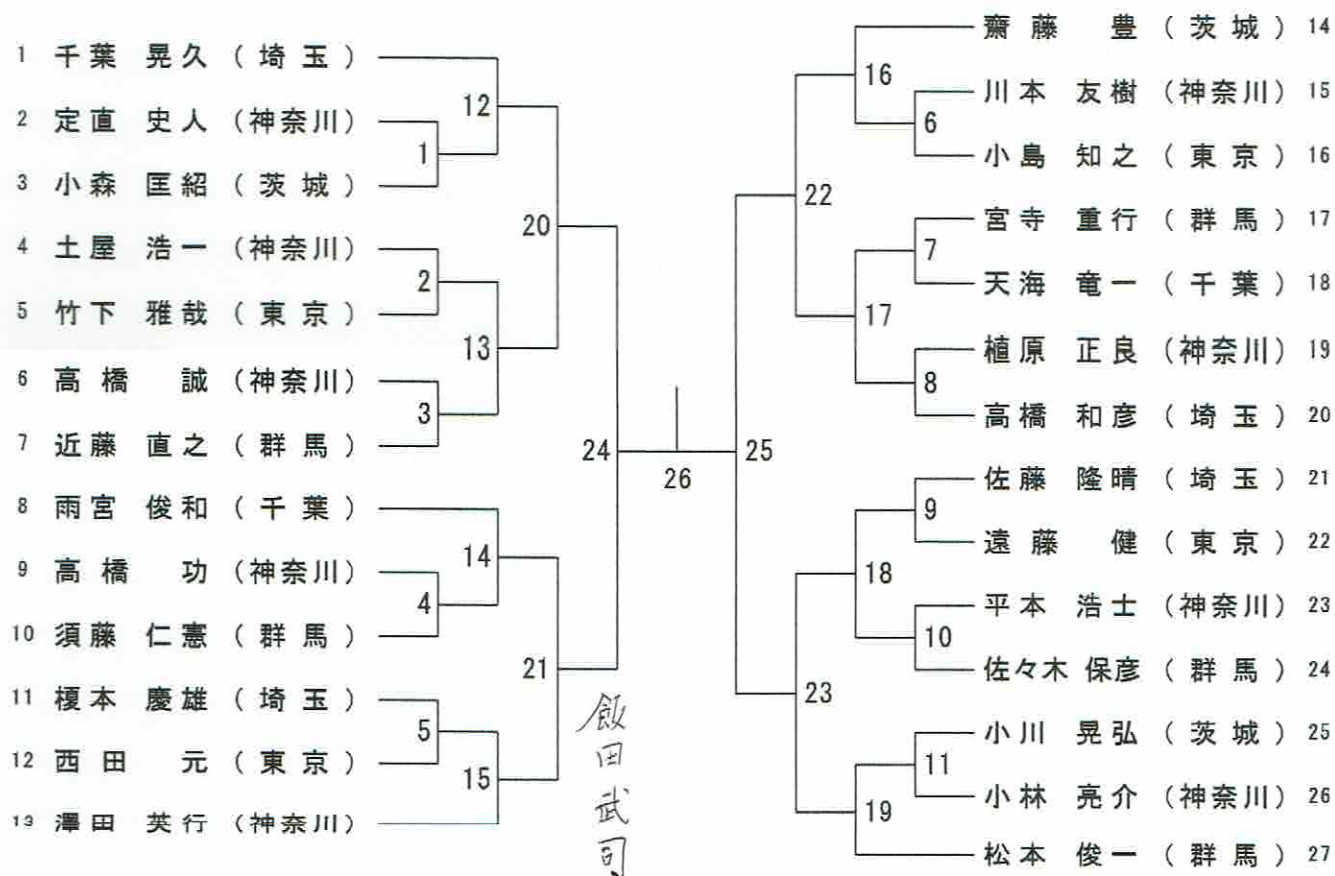 1 千葉 晃久 (埼玉)
2 定直 史人 (神奈川)
3 小森 匡紹 (茨城)
4 土屋 浩一 (神奈川)
5 竹下 雅哉 (東京)
6 高橋 誠 (神奈川)
7 近藤 直之 (群馬)
8 雨宮 俊和 (千葉)
9 高橋 功 (神奈川)
10 須藤 仁憲 (群馬)
11 榎本 慶雄 (埼玉)
12 西田 元 (東京)
13 澤田 英行 (神奈川)
1
2
3
4
5
12
13
14
15
20
21
24
26
25
22
23
16
17
18
19
6
7
8
9
10
11
齋藤 豊 (茨城) 14
川本 友樹 (神奈川) 15
小島 知之 (東京) 16
宮寺 重行 (群馬) 17
天海 竜一 (千葉) 18
植原 正良 (神奈川) 19
高橋 和彦 (埼玉) 20
佐藤 隆晴 (埼玉) 21
遠藤 健 (東京) 22
平本 浩士 (神奈川) 23
佐々木 保彦 (群馬) 24
小川 晃弘 (茨城) 25
小林 亮介 (神奈川) 26
松本 俊一 (群馬) 27
飯田武司